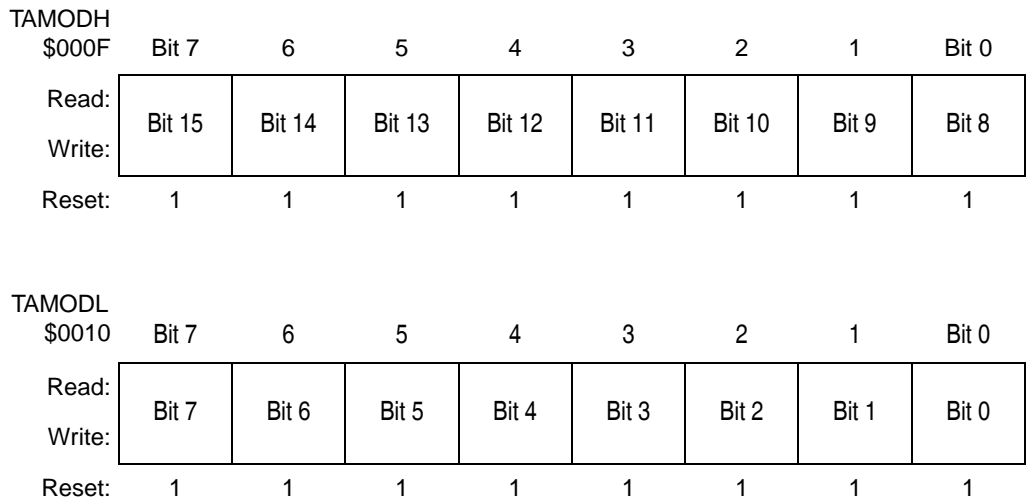 TAMODH
$000F Bit 7 6 5 4 3 2 1 Bit 0
Read:
Bit 15 Bit 14 Bit 13 Bit 12 Bit 11 Bit 10 Bit 9 Bit 8
Write:
Reset: 1 1 1 1 1 1 1 1
TAMODL
$0010 Bit 7 6 5 4 3 2 1 Bit 0
Read:
Bit 7 Bit 6 Bit 5 Bit 4 Bit 3 Bit 2 Bit 1 Bit 0
Write:
Reset: 1 1 1 1 1 1 1 1